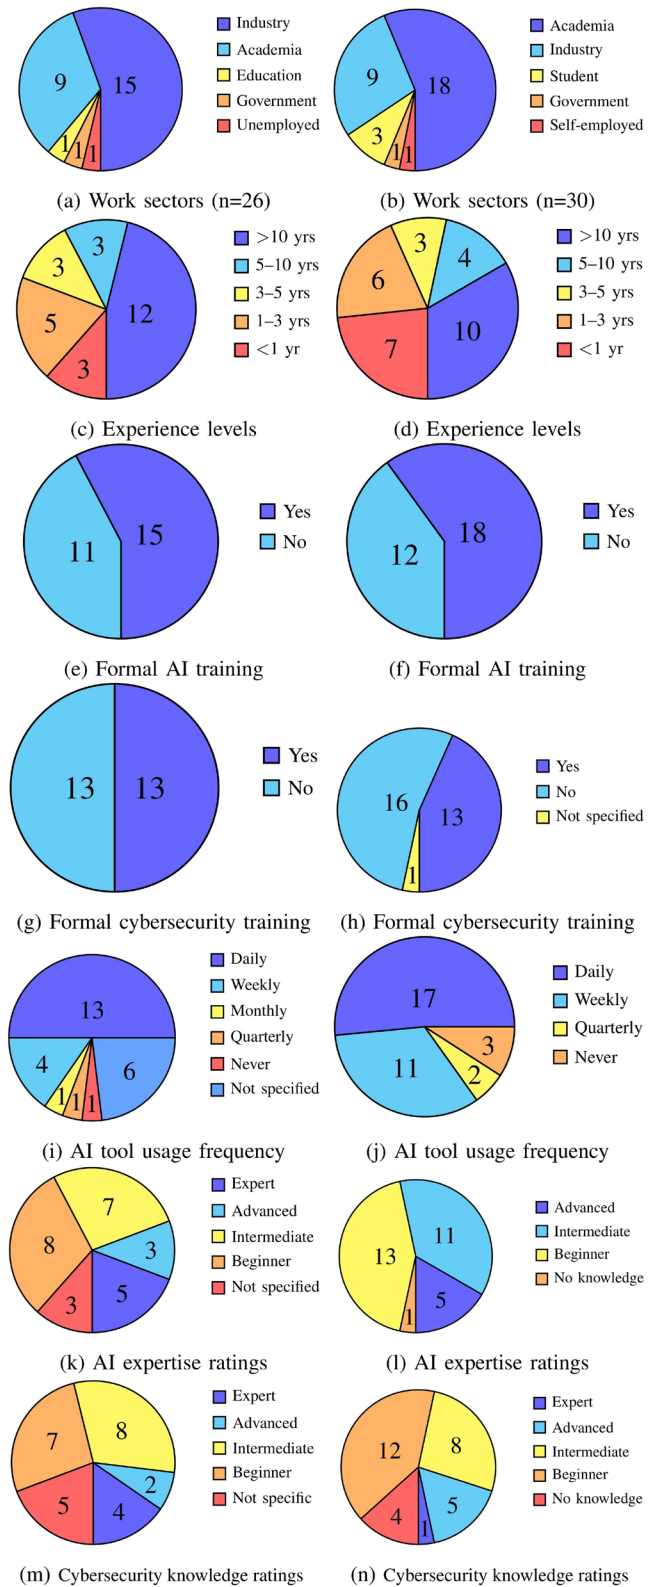 15
9
1
1
1
Industry
Academia
Education
Government
Unemployed
(a) Work sectors (n=26)
18
9
3
1
1
Academia
Industry
Student
Government
Self-employed
(b) Work sectors (n=30)
12
3
3
5
3
>10 yrs
5–10 yrs
3–5 yrs
1–3 yrs
<1 yr
(c) Experience levels
10
4
3
6
7
>10 yrs
5–10 yrs
3–5 yrs
1–3 yrs
<1 yr
(d) Experience levels
15
11
Yes
No
(e) Formal AI training
18
12
Yes
No
(f) Formal AI training
13
13
Yes
No
(g) Formal cybersecurity training
16
13
1
Yes
No
Not specified
(h) Formal cybersecurity training
13
4
1
1
1
6
Daily
Weekly
Monthly
Quarterly
Never
Not specified
(i) AI tool usage frequency
17
11
2
3
Daily
Weekly
Quarterly
Never
(j) AI tool usage frequency
7
8
3
3
5
Expert
Advanced
Intermediate
Beginner
Not specified
(k) AI expertise ratings
11
13
1
5
Advanced
Intermediate
Beginner
No knowledge
(l) AI expertise ratings
8
7
2
5
4
Expert
Advanced
Intermediate
Beginner
Not specific
(m) Cybersecurity knowledge ratings
8
12
5
4
1
Expert
Advanced
Intermediate
Beginner
No knowledge
(n) Cybersecurity knowledge ratings